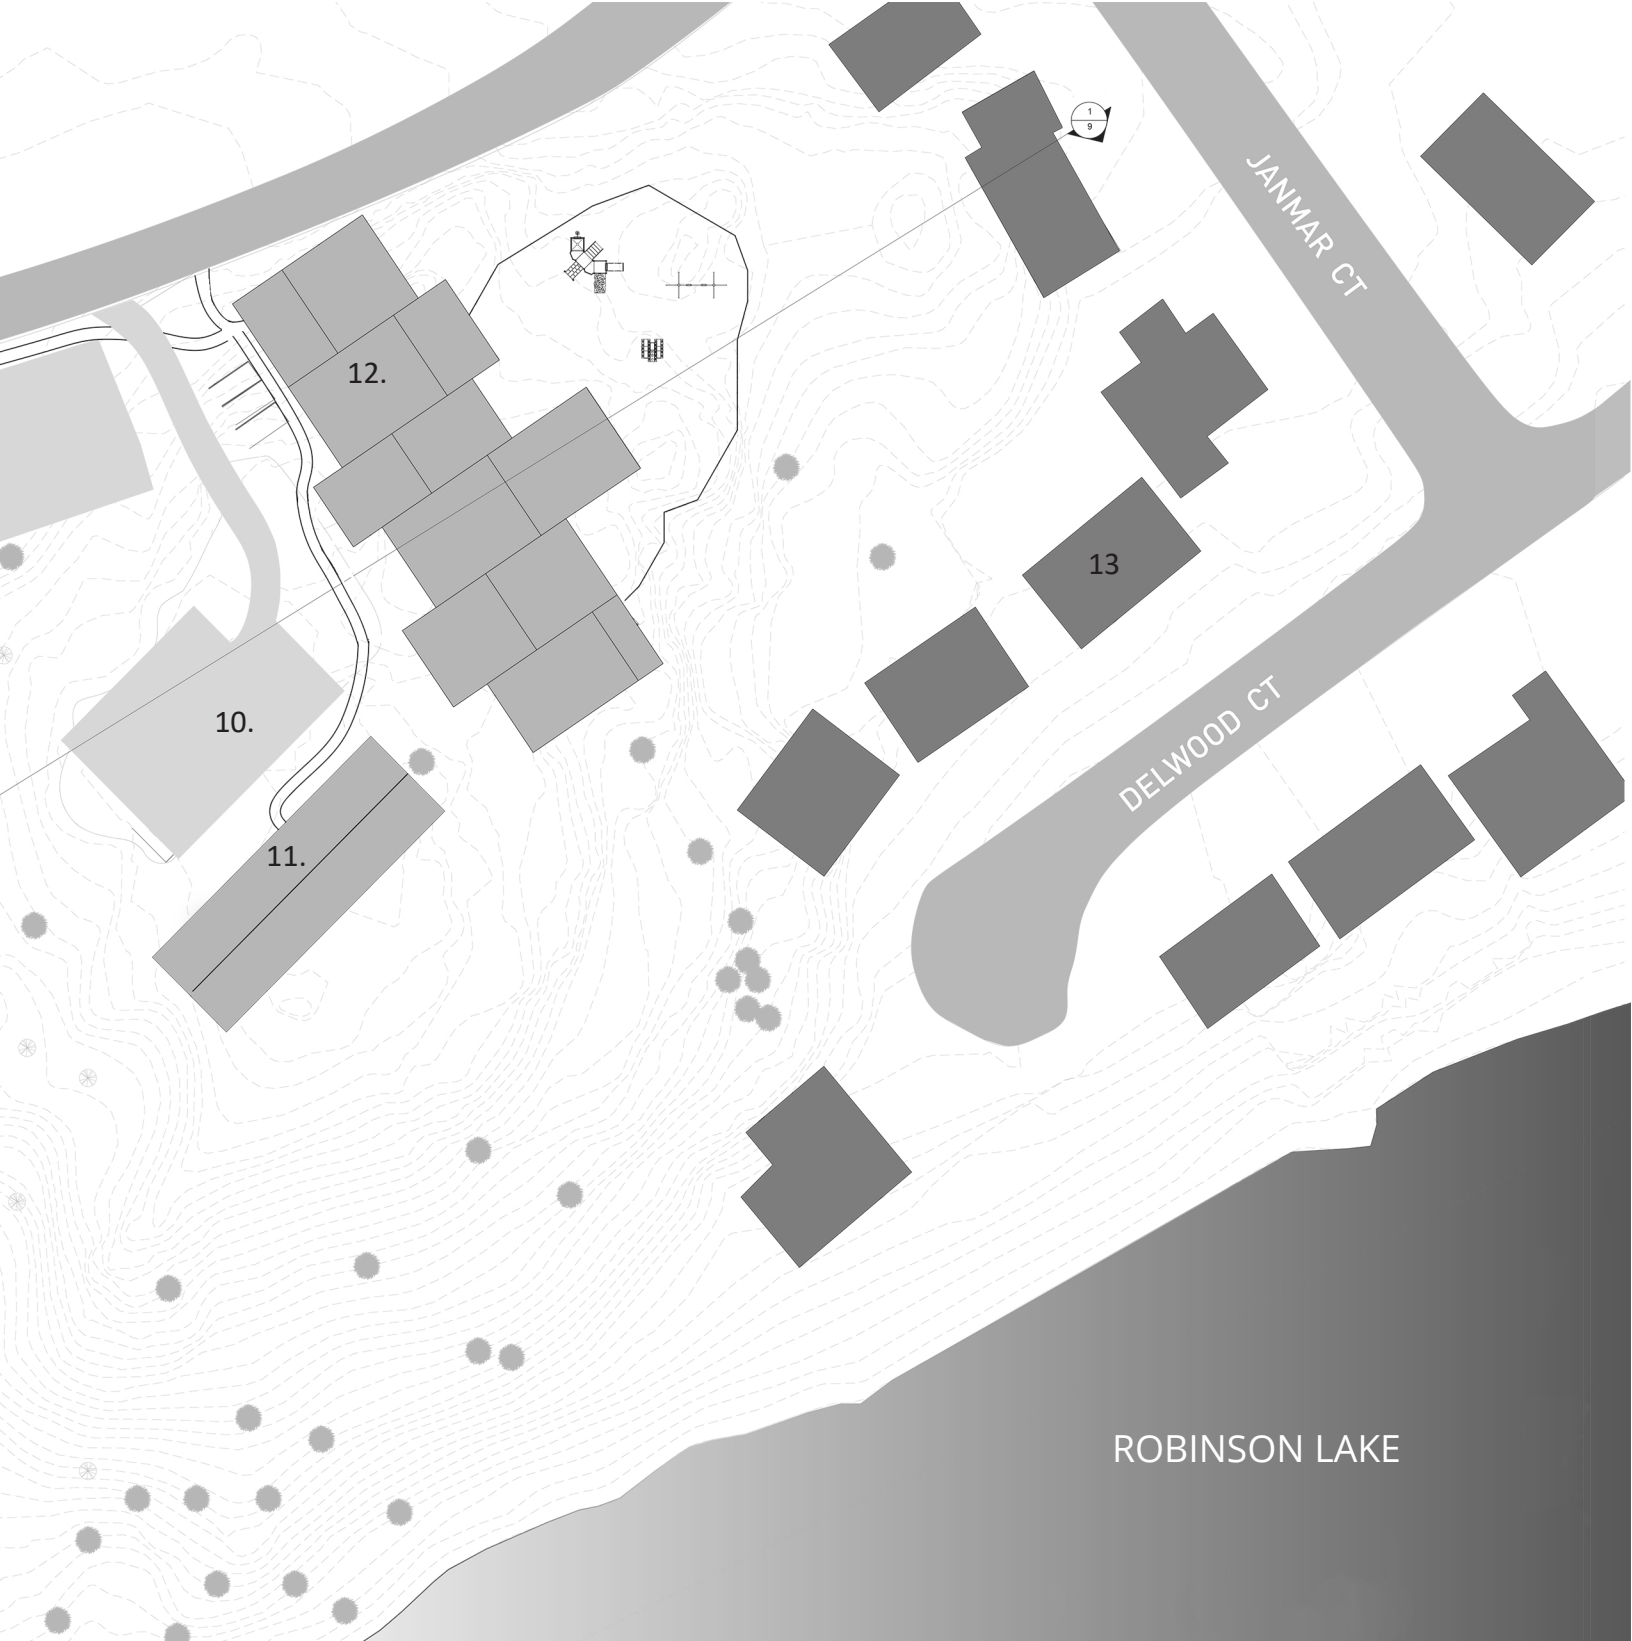 1
9
JANMAR CT
12.
13
10.
DELWOOD CT
11.
ROBINSON LAKE